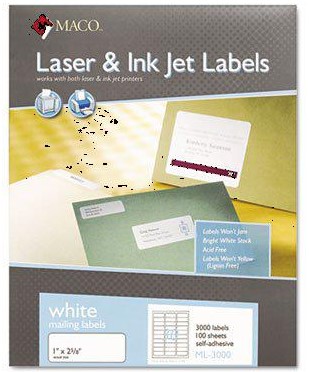 MACO
Laser & Ink Jet Labels
works with both laser & ink jet printers
Labels Won't Jam
Bright White Stock
Acid Free
Labels Won't Yellow
(Lignin Free)
white
mailing labels
1" x 2⅝"
3000 labels
100 sheets
self-adhesive
ML-3000